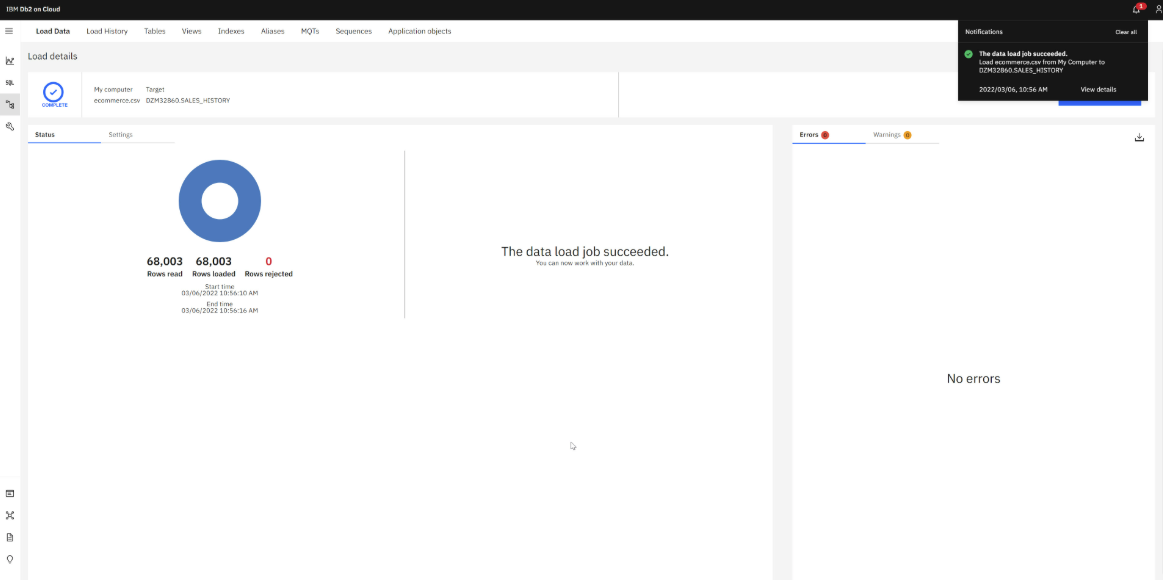 IBM Db2 on Cloud
1
Load Data Load History Tables Views Indexes Aliases MQTs Sequences Application objects
Notifications Clear all
The data load job succeeded.
Load ecommerce.csv from My Computer to
DZM32860.SALES_HISTORY
2022/03/06, 10:56 AM View details
Load details
COMPLETE
My computer Target
ecommerce.csv DZM32860.SALES_HISTORY
SQL
Status Settings
Errors 0 Warnings 0
68,003 68,003 0
Rows read Rows loaded Rows rejected
Start time
03/06/2022 10:56:10 AM
End time
03/06/2022 10:56:16 AM
The data load job succeeded.
You can now work with your data.
No errors